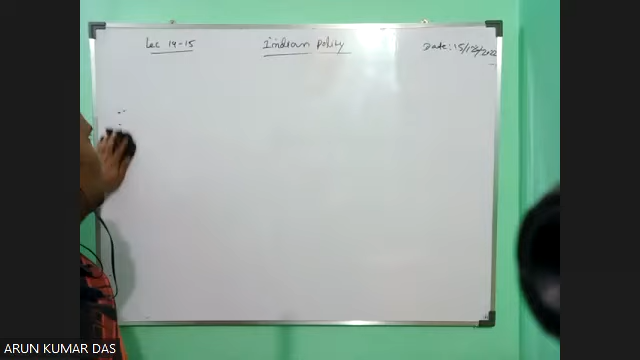 Lec 14-15
Indian Polity
Date: 15/12/2022
ARUN KUMAR DAS